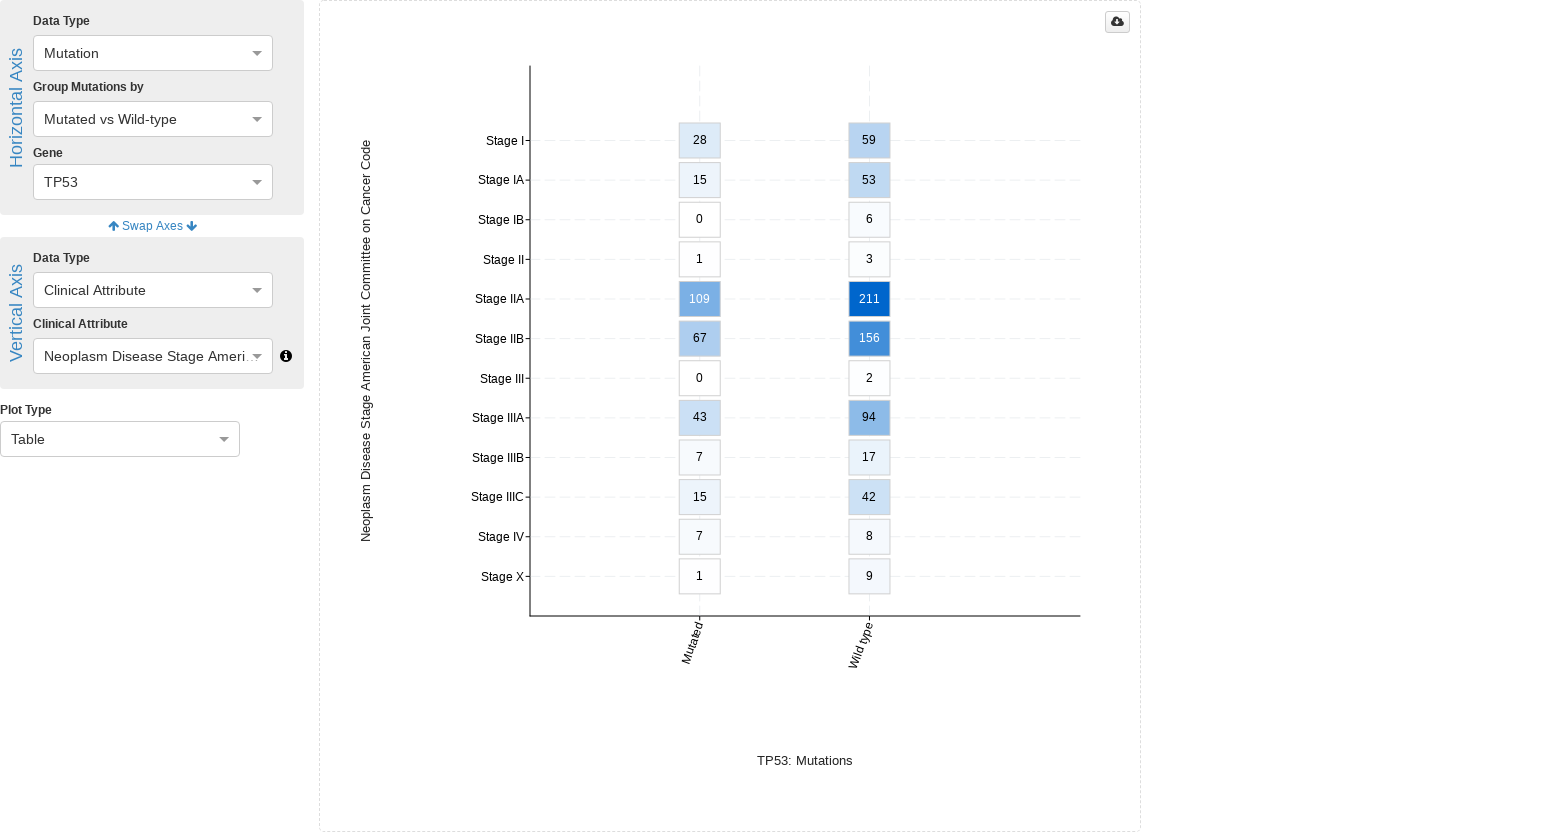 Horizontal Axis
Data Type
Mutation
Group Mutations by
Mutated vs Wild-type
Gene
TP53
Swap Axes
Vertical Axis
Data Type
Clinical Attribute
Clinical Attribute
Neoplasm Disease Stage Ameri...
Plot Type
Table
Neoplasm Disease Stage American Joint Committee on Cancer Code
Stage I 28 59
Stage IA 15 53
Stage IB 0 6
Stage II 1 3
Stage IIA 109 211
Stage IIB 67 156
Stage III 0 2
Stage IIIA 43 94
Stage IIIB 7 17
Stage IIIC 15 42
Stage IV 7 8
Stage X 1 9
Mutated Wild type
TP53: Mutations